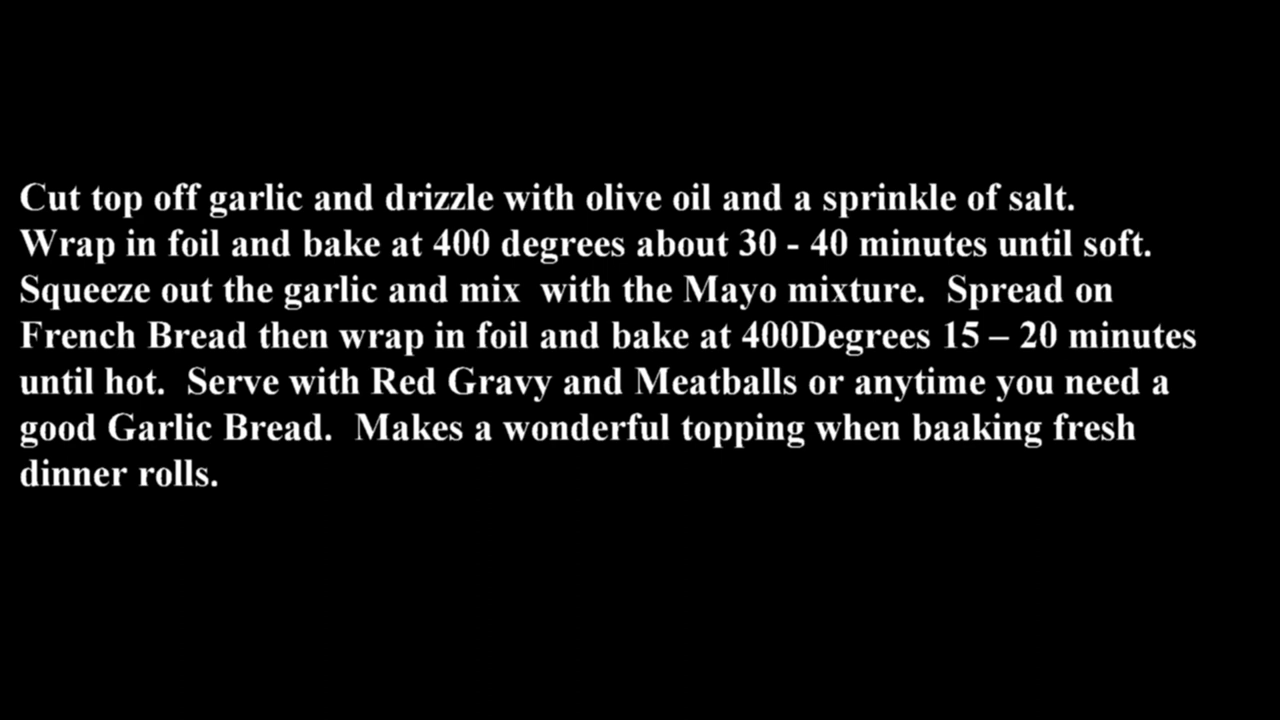 Cut top off garlic and drizzle with olive oil and a sprinkle of salt.
Wrap in foil and bake at 400 degrees about 30 - 40 minutes until soft.
Squeeze out the garlic and mix  with the Mayo mixture.  Spread on
French Bread then wrap in foil and bake at 400Degrees 15 – 20 minutes
until hot.  Serve with Red Gravy and Meatballs or anytime you need a
good Garlic Bread.  Makes a wonderful topping when baaking fresh
dinner rolls.